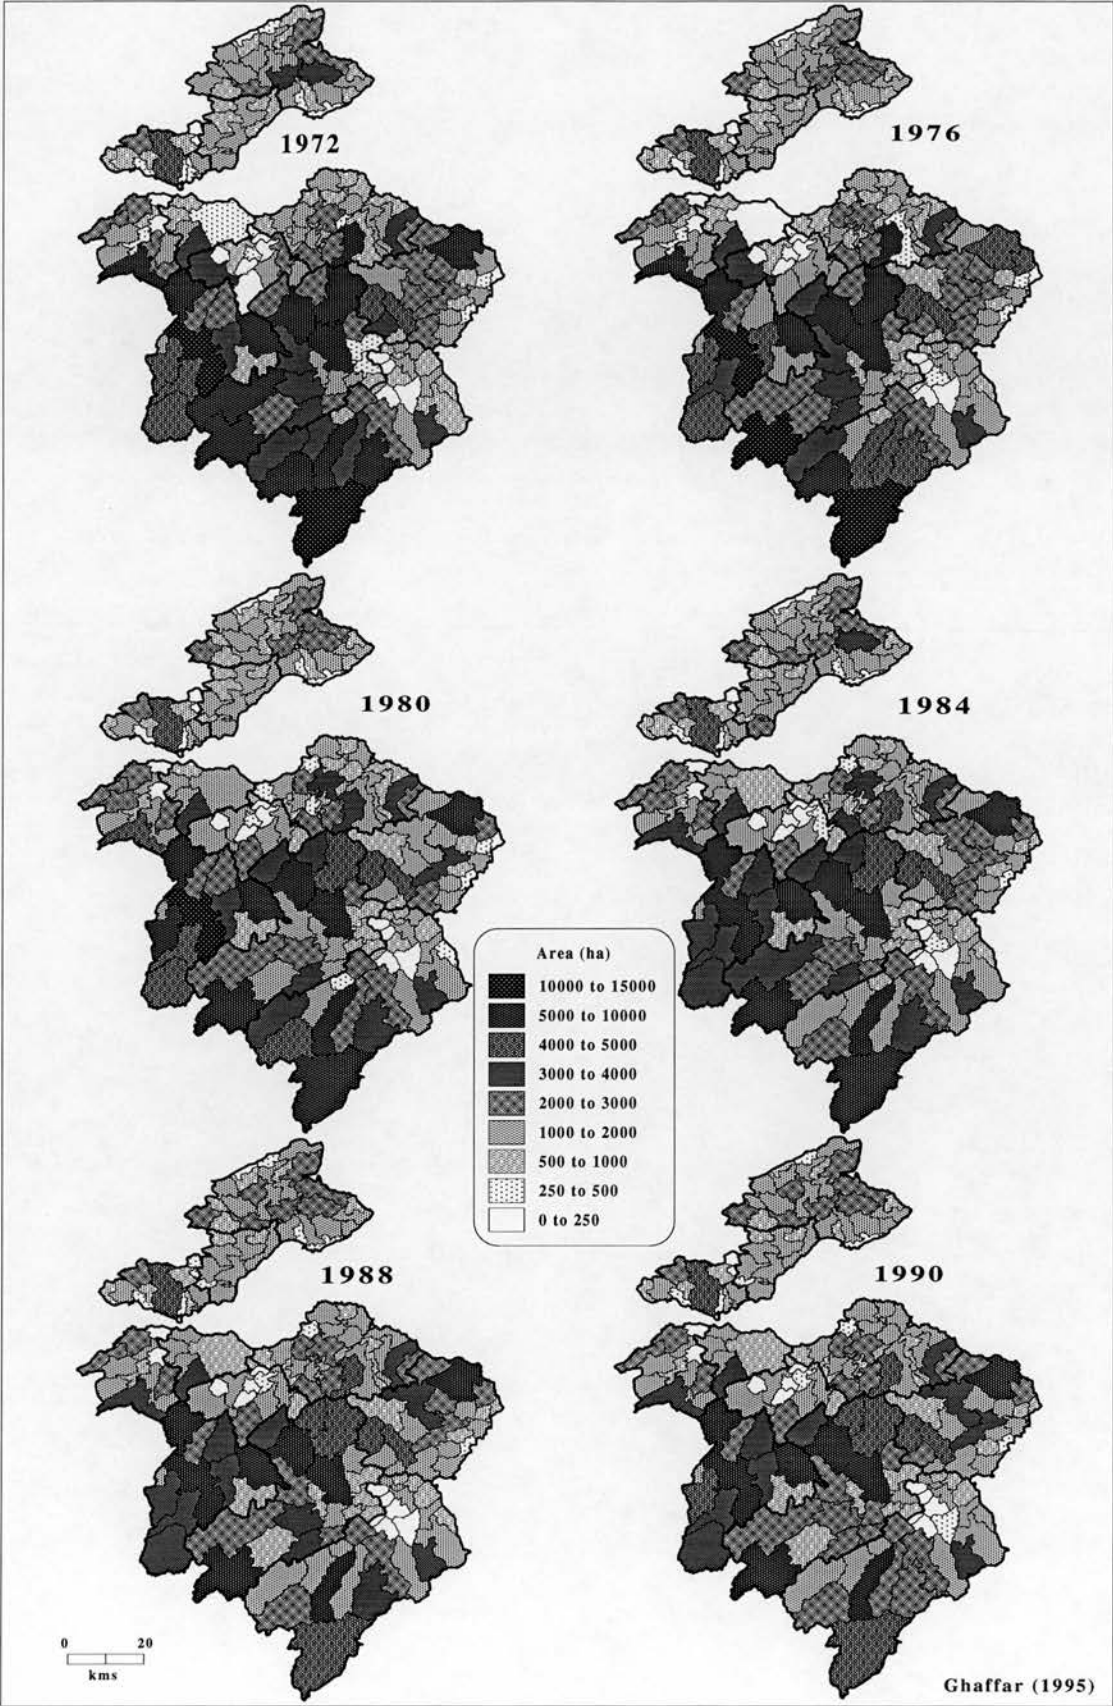 1972
1976
1980
1984
Area (ha)
10000 to 15000
5000 to 10000
4000 to 5000
3000 to 4000
2000 to 3000
1000 to 2000
500 to 1000
250 to 500
0 to 250
1988
1990
0 20
kms
Ghaffar (1995)